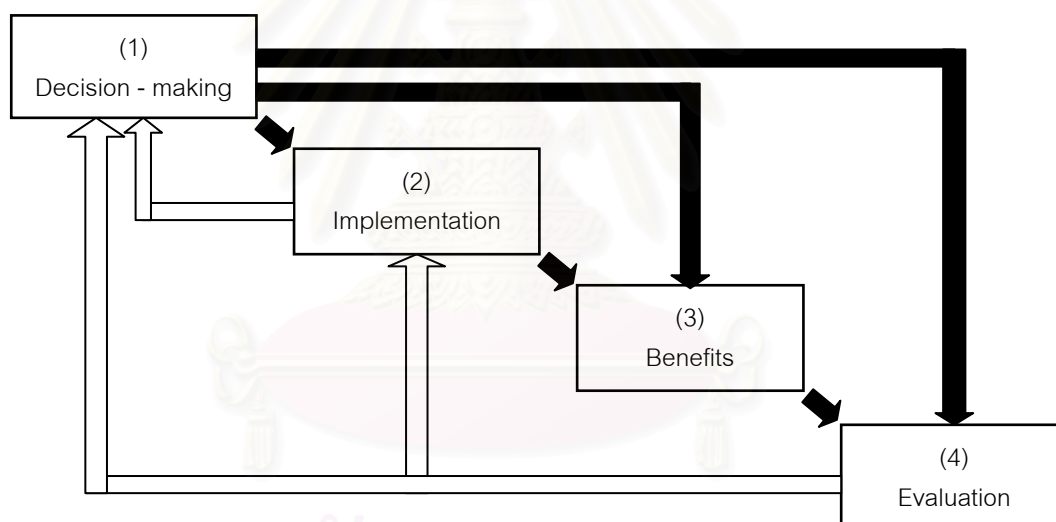 (1)
Decision - making
(2)
Implementation
(3)
Benefits
(4)
Evaluation